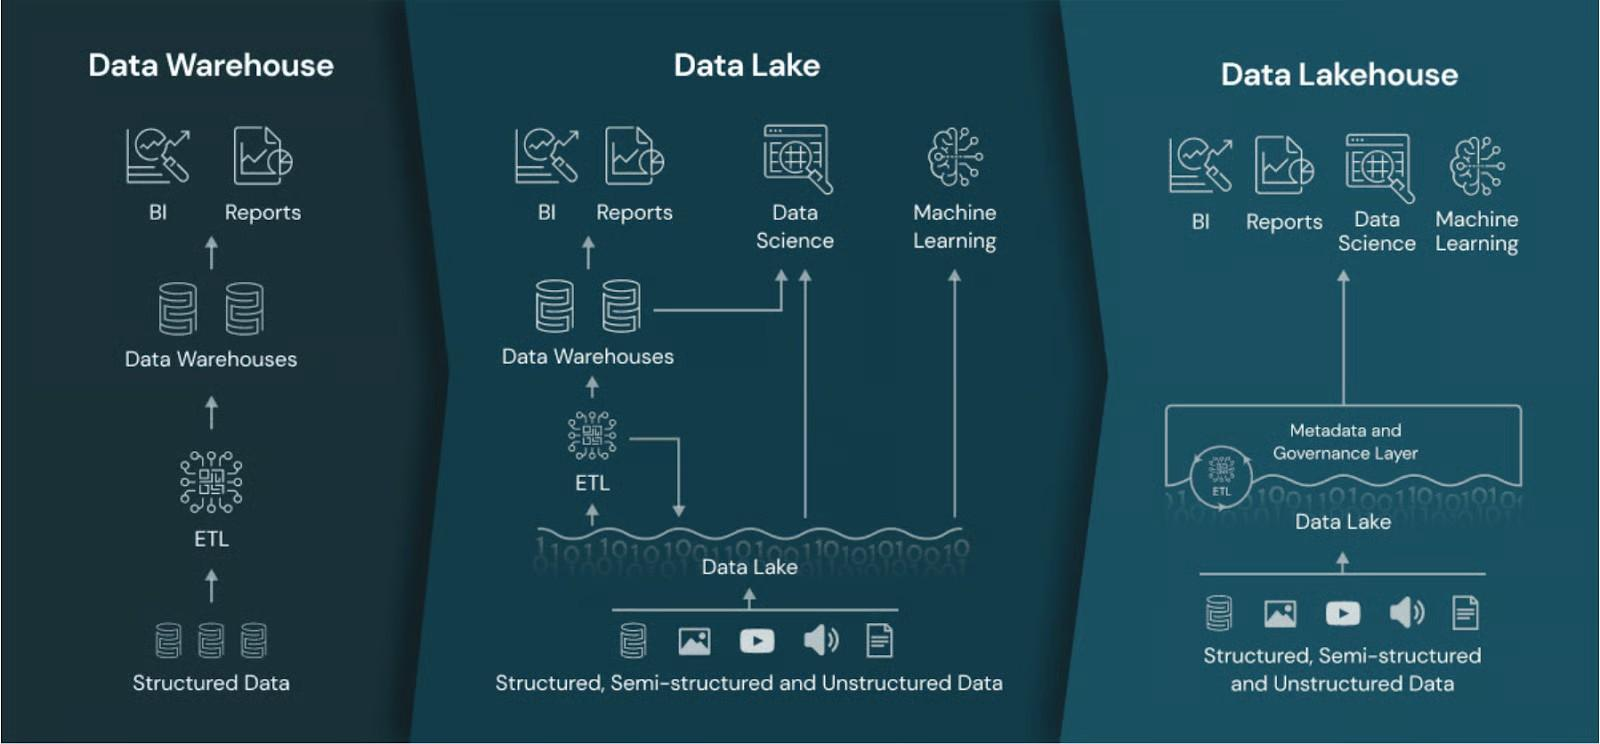 Data Warehouse
BI
Reports
Data Warehouses
ETL
Structured Data
Data Lake
BI
Reports
Data
Science
Machine
Learning
Data Warehouses
ETL
1101101101001101011011010100010
Data Lake
Structured, Semi-structured and Unstructured Data
Data Lakehouse
BI
Reports
Data
Science
Machine
Learning
Metadata and
Governance Layer
ETL
Data Lake
Structured, Semi-structured
and Unstructured Data